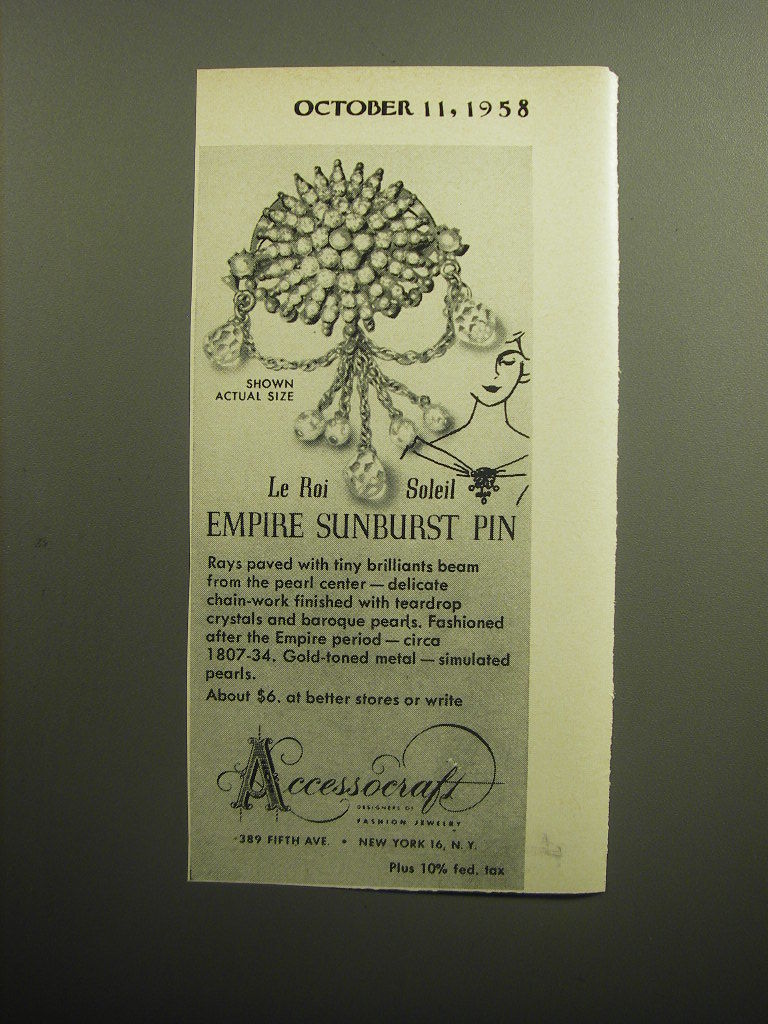 OCTOBER 11, 1958
SHOWN
ACTUAL SIZE
Le Roi Soleil
EMPIRE SUNBURST PIN
Rays paved with tiny brilliants beam
from the pearl center — delicate
chain-work finished with teardrop
crystals and baroque pearls. Fashioned
after the Empire period — circa
1807-34. Gold-toned metal — simulated
pearls.
About $6. at better stores or write
Accessocraft
DESIGNERS OF
FASHION JEWELRY
389 FIFTH AVE. • NEW YORK 16, N. Y.
Plus 10% fed. tax